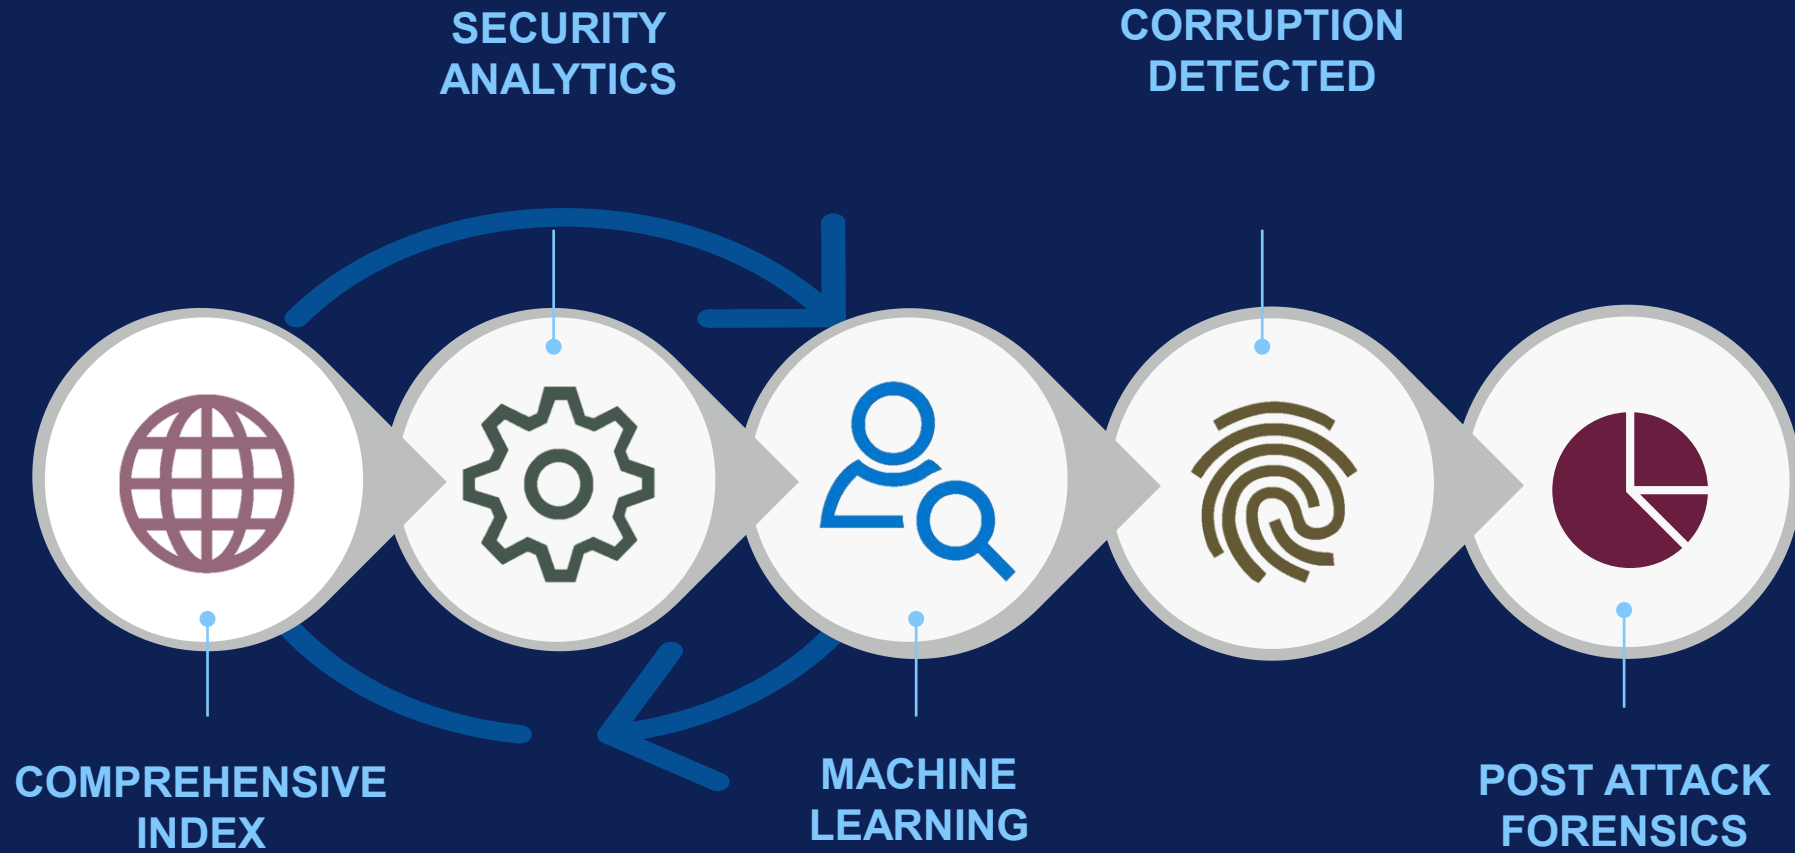 SECURITY
ANALYTICS
CORRUPTION
DETECTED
COMPREHENSIVE
INDEX
MACHINE
LEARNING
POST ATTACK
FORENSICS